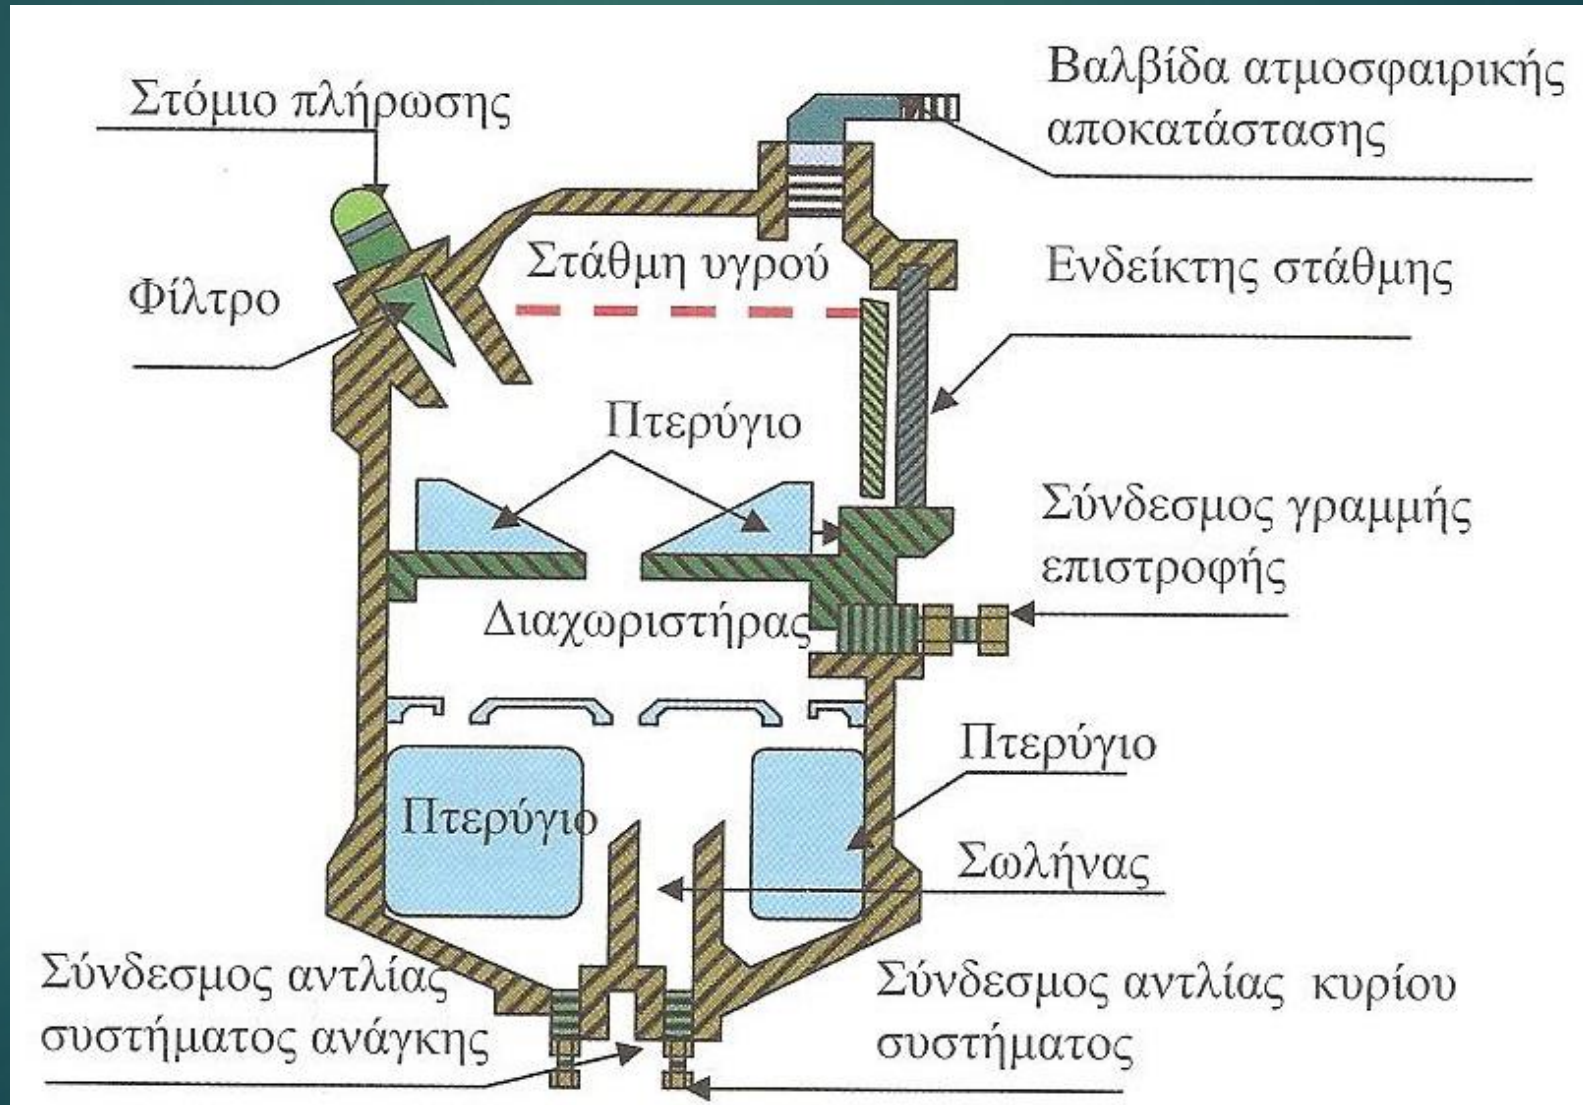 Στόμιο πλήρωσης
Βαλβίδα ατμοσφαιρικής
αποκατάστασης
Στάθμη υγρού
Ενδείκτης στάθμης
Φίλτρο
Πτερύγιο
Σύνδεσμος γραμμής
επιστροφής
Διαχωριστήρας
Πτερύγιο
Πτερύγιο
Σωλήνας
Σύνδεσμος αντλίας
συστήματος ανάγκης
Σύνδεσμος αντλίας κυρίου
συστήματος